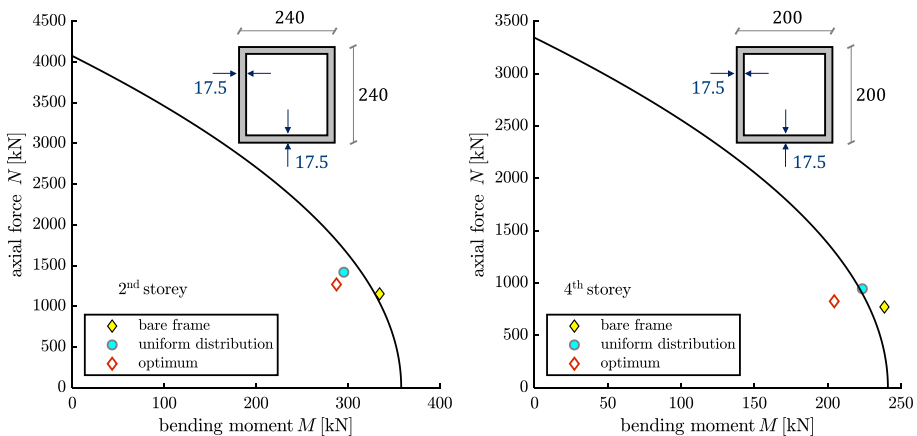 240
17.5
240
17.5
4500
4000
3500
3000
2500
2000
1500
1000
500
0
axial force N [kN]
2nd storey
bare frame
uniform distribution
optimum
0 100 200 300 400
bending moment M [kN]
200
17.5
200
17.5
3500
3000
2500
2000
1500
1000
500
0
axial force N [kN]
4th storey
bare frame
uniform distribution
optimum
0 50 100 150 200 250
bending moment M [kN]